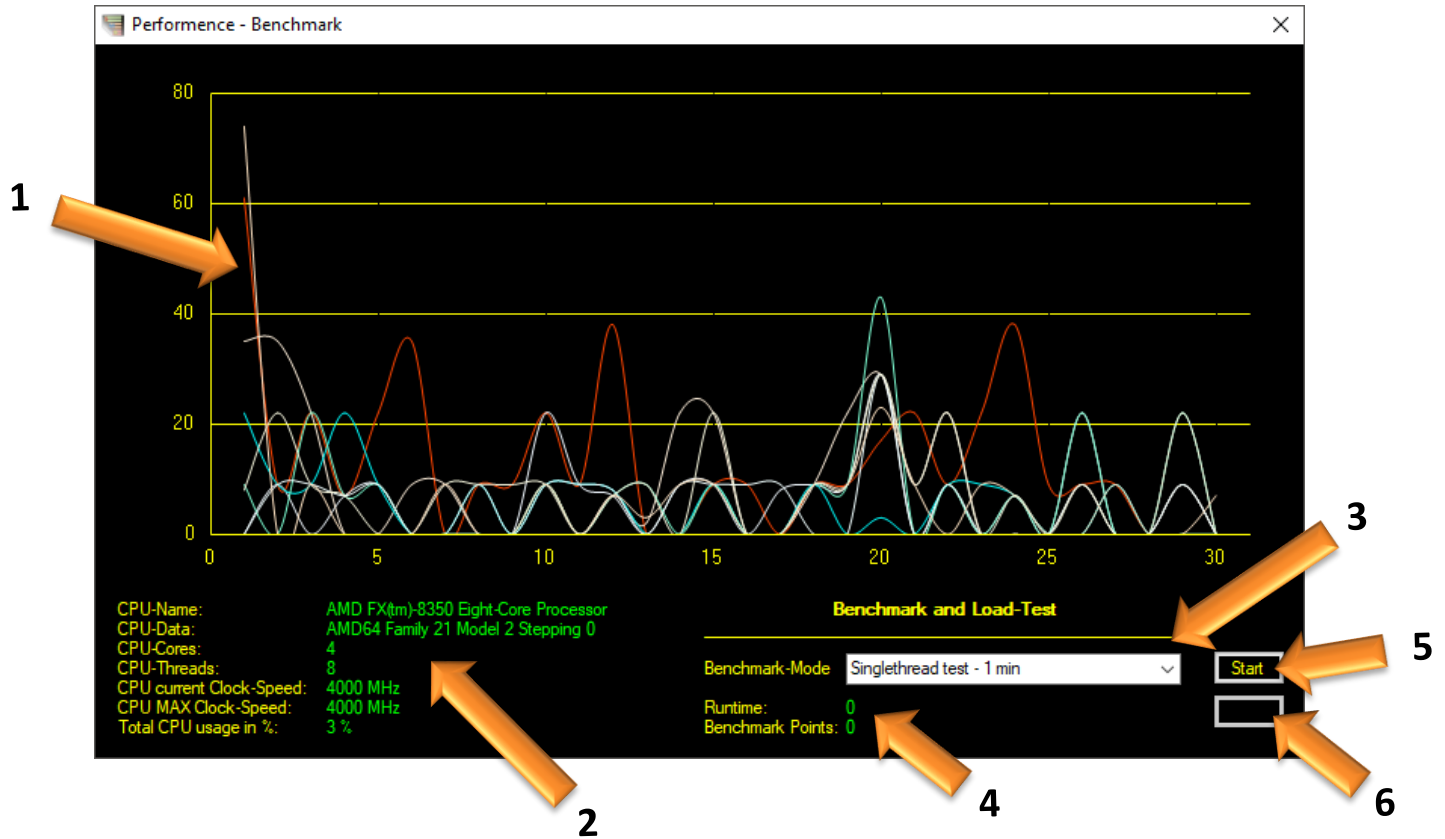 Performence - Benchmark
80
1
60
40
20
0
0 5 10 15 20 25 30
3
CPU-Name: AMD FX(tm)-8350 Eight-Core Processor
CPU-Data: AMD64 Family 21 Model 2 Stepping 0
CPU-Cores: 4
CPU-Threads: 8
CPU current Clock-Speed: 4000 MHz
CPU MAX Clock-Speed: 4000 MHz
Total CPU usage in %: 3 %
Benchmark and Load-Test
Benchmark-Mode Singlethread test - 1 min Start
5
Runtime: 0
Benchmark Points: 0
2
4
6